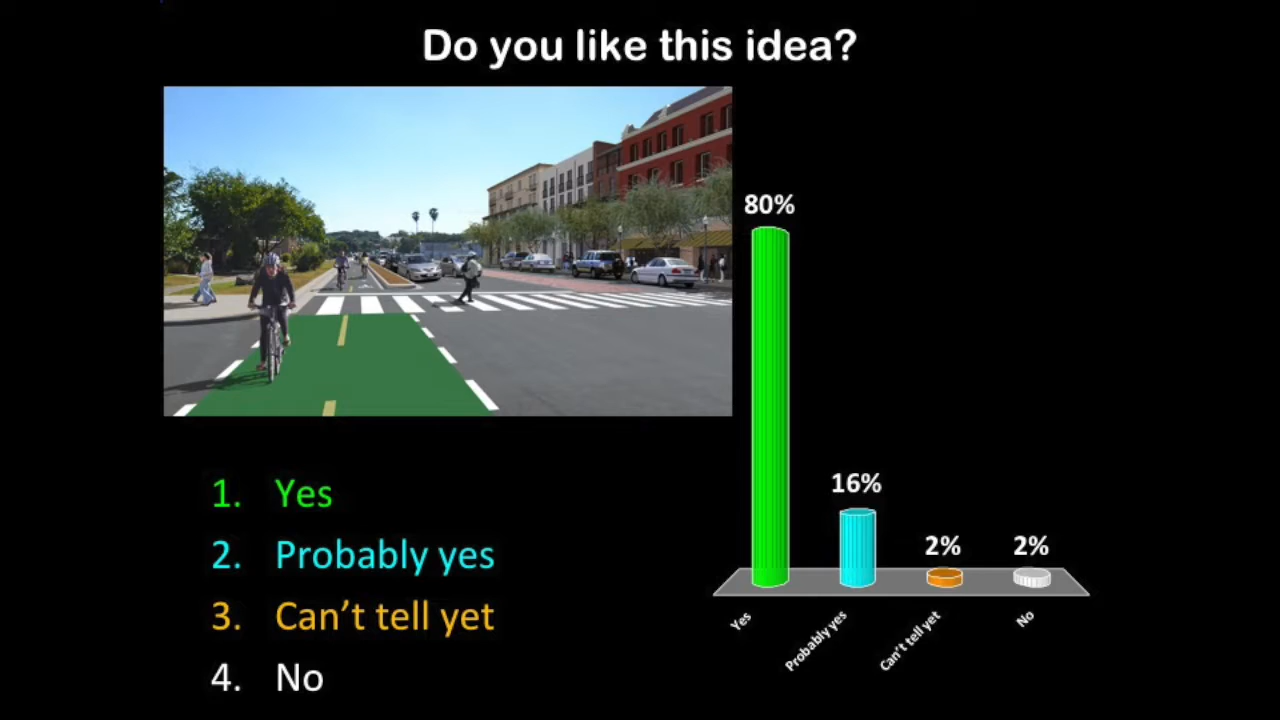 Do you like this idea?
80%
16%
2%
2%
1. Yes
2. Probably yes
3. Can't tell yet
4. No
Yes
Probably yes
Can't tell yet
No